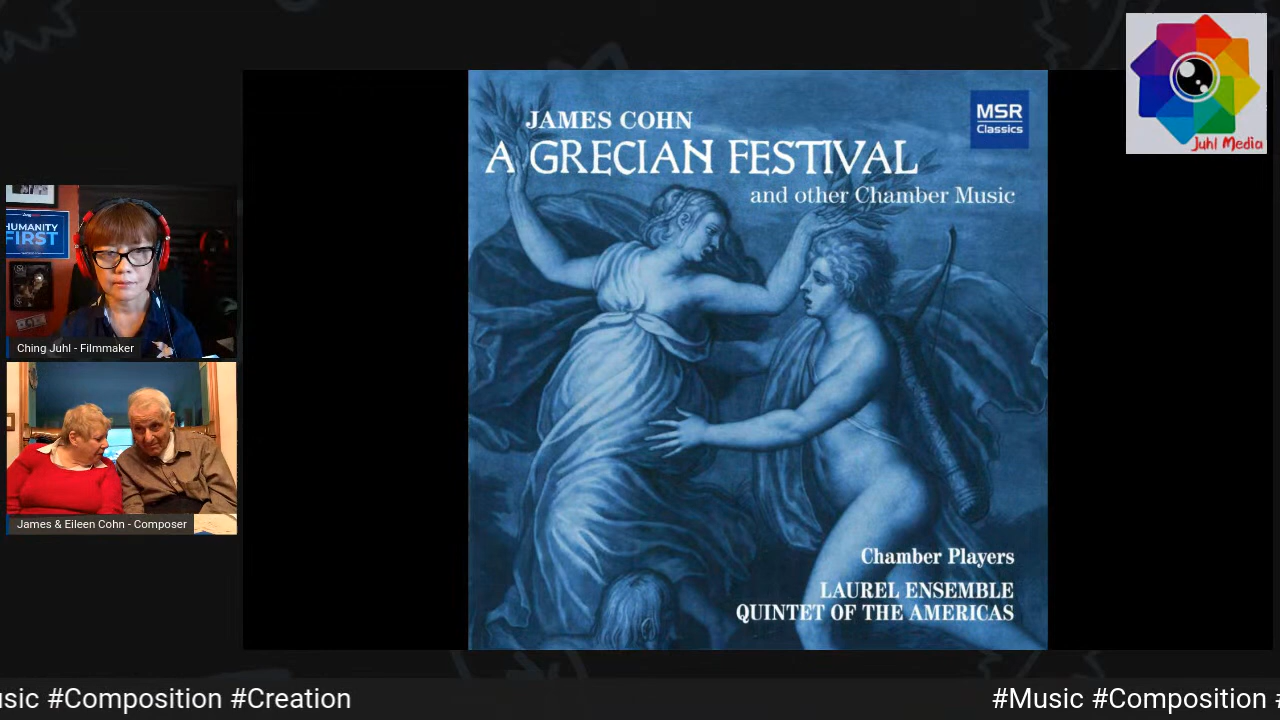 JAMES COHN
A GRECIAN FESTIVAL
and other Chamber Music
MSR
Classics
Juhl Media
HUMANITY
FIRST
Ching Juhl - Filmmaker
James & Eileen Cohn - Composer
Chamber Players
LAUREL ENSEMBLE
QUINTET OF THE AMERICAS
usic #Composition #Creation
#Music #Composition #